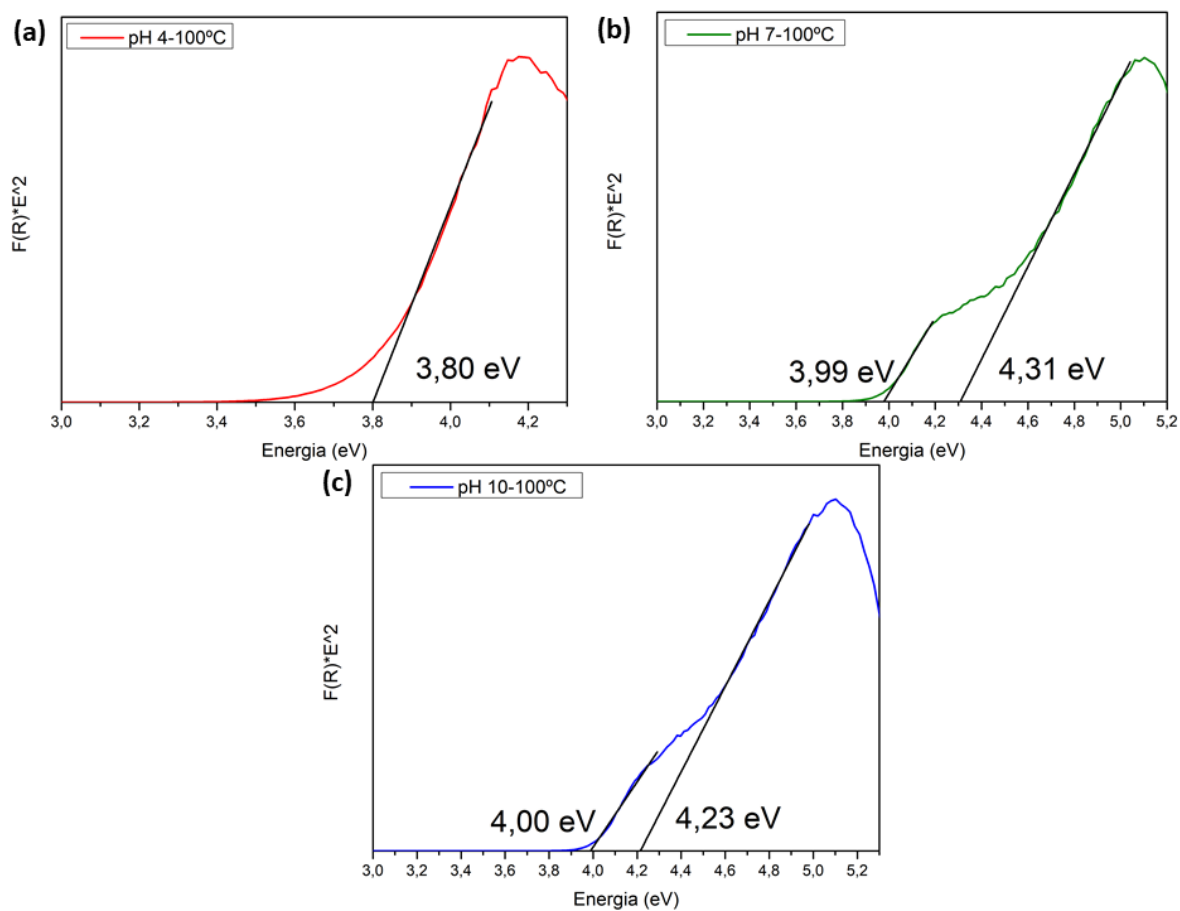 (a)
pH 4-100ºC
F(R)*E^2
3,80 eV
3,0 3,2 3,4 3,6 3,8 4,0 4,2
Energia (eV)
(b)
pH 7-100ºC
F(R)*E^2
3,99 eV
4,31 eV
3,0 3,2 3,4 3,6 3,8 4,0 4,2 4,4 4,6 4,8 5,0 5,2
Energia (eV)
(c)
pH 10-100ºC
F(R)*E^2
4,00 eV
4,23 eV
3,0 3,2 3,4 3,6 3,8 4,0 4,2 4,4 4,6 4,8 5,0 5,2
Energia (eV)